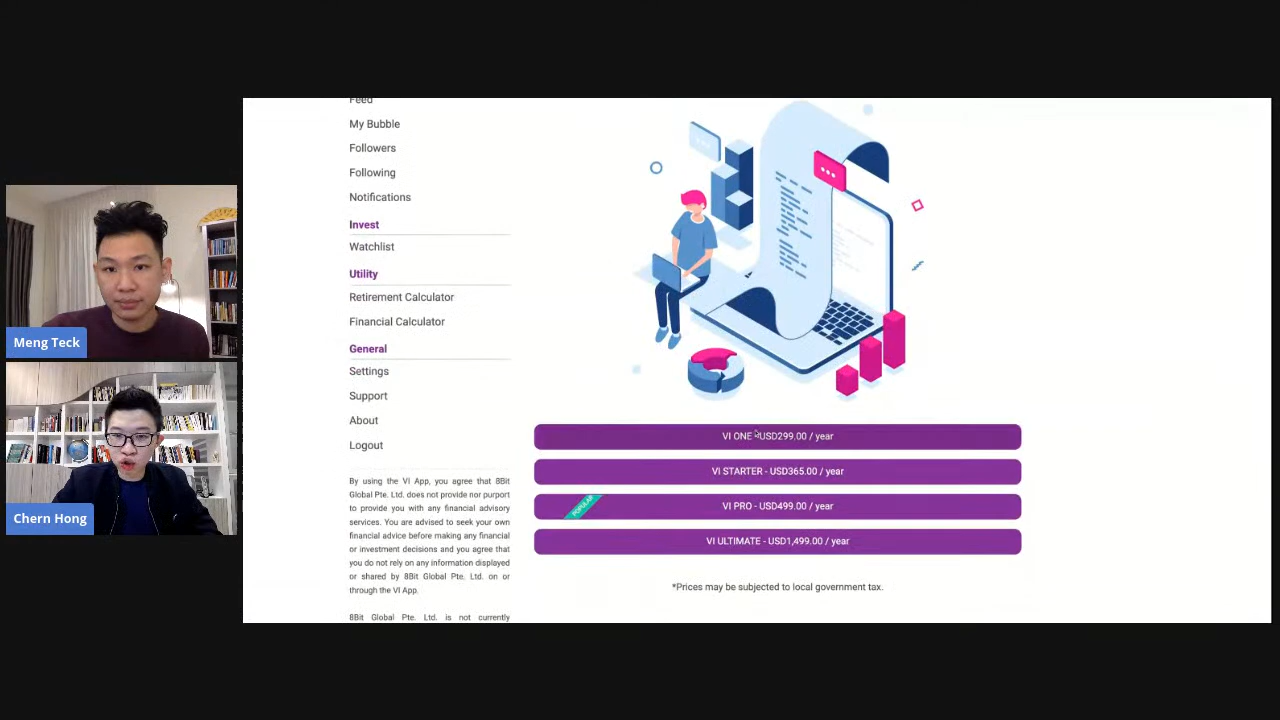 Meng Teck
Chern Hong
Feed
My Bubble
Followers
Following
Notifications
Invest
Watchlist
Utility
Retirement Calculator
Financial Calculator
General
Settings
Support
About
Logout
By using the VI App, you agree that 8Bit
Global Pte. Ltd. does not provide nor purport
to provide you with any financial advisory
services. You are advised to seek your own
financial advice before making any financial
or investment decisions and you agree that
you do not rely on any information displayed
or shared by 8Bit Global Pte. Ltd. on or
through the VI App.
8Bit Global Pte. Ltd. is not currently
VI ONE - USD299.00 / year
VI STARTER - USD365.00 / year
POPULAR
VI PRO - USD499.00 / year
VI ULTIMATE - USD1,499.00 / year
*Prices may be subjected to local government tax.